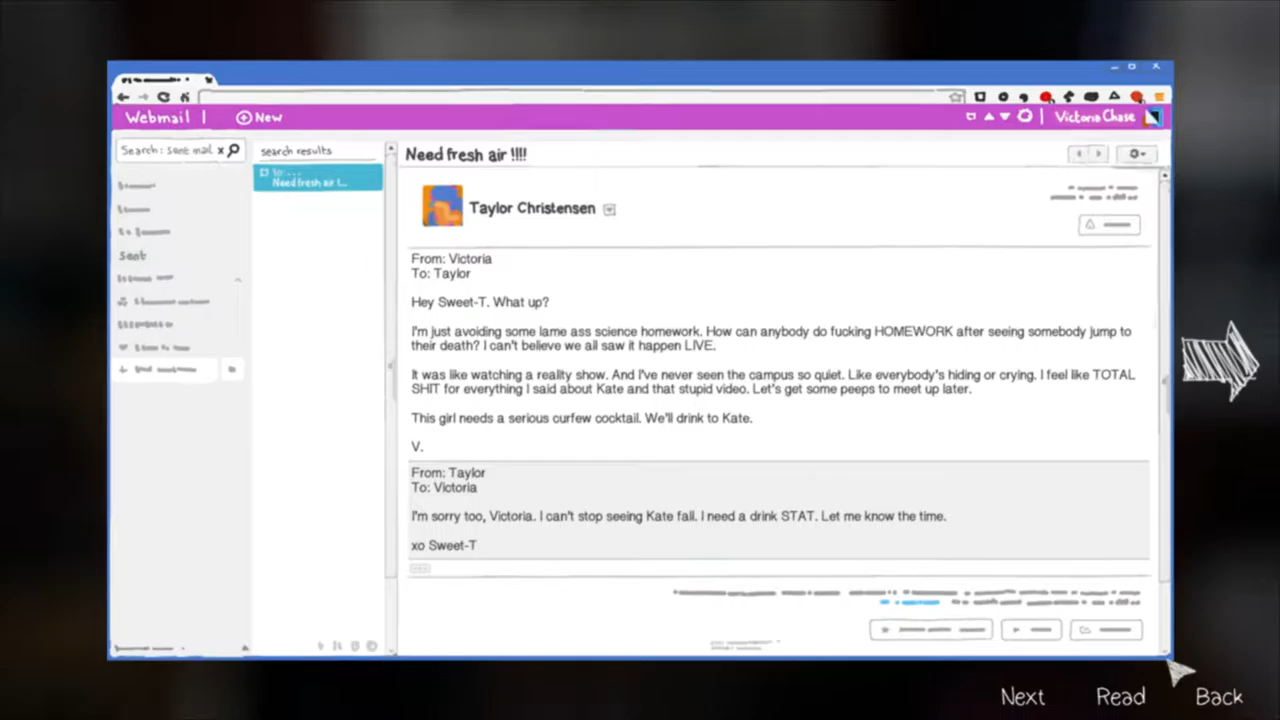 Webmail |
New
Victoria Chase
Search: sent mail x
search results
Need fresh air !!!!
To: ...
Need fresh air !...
Taylor Christensen
Sent
From: Victoria
To: Taylor
Hey Sweet-T. What up?
I'm just avoiding some lame ass science homework. How can anybody do fucking HOMEWORK after seeing somebody jump to
their death? I can't believe we all saw it happen LIVE.
It was like watching a reality show. And I've never seen the campus so quiet. Like everybody's hiding or crying. I feel like TOTAL
SHIT for everything I said about Kate and that stupid video. Let's get some peeps to meet up later.
This girl needs a serious curfew cocktail. We'll drink to Kate.
V.
From: Taylor
To: Victoria
I'm sorry too, Victoria. I can't stop seeing Kate fall. I need a drink STAT. Let me know the time.
xo Sweet-T
Next
Read
Back